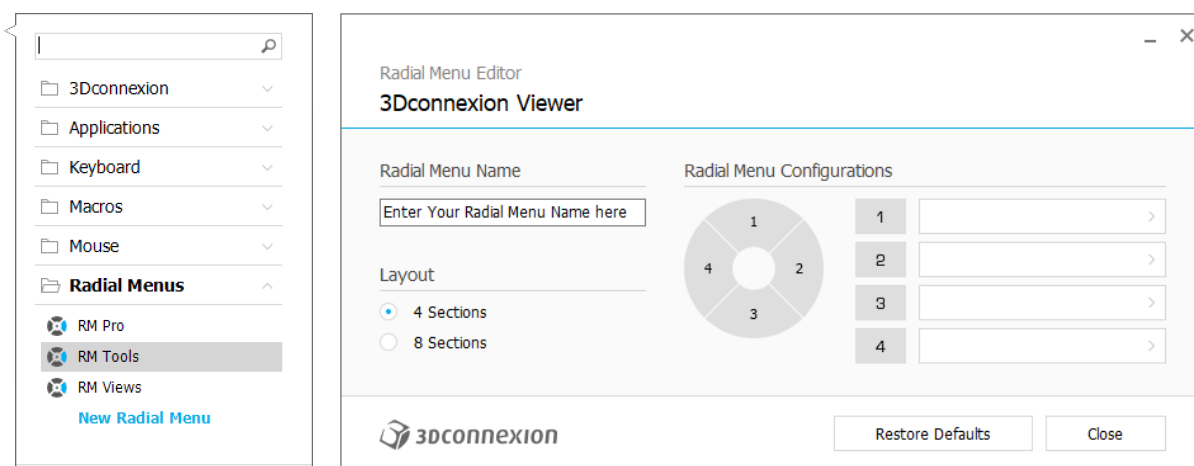 3Dconnexion
Applications
Keyboard
Macros
Mouse
Radial Menus
RM Pro
RM Tools
RM Views
New Radial Menu
Radial Menu Editor
3Dconnexion Viewer
Radial Menu Name
Enter Your Radial Menu Name here
Layout
4 Sections
8 Sections
Radial Menu Configurations
1
4 2
3
1
2
3
4
3Dconnexion
Restore Defaults Close